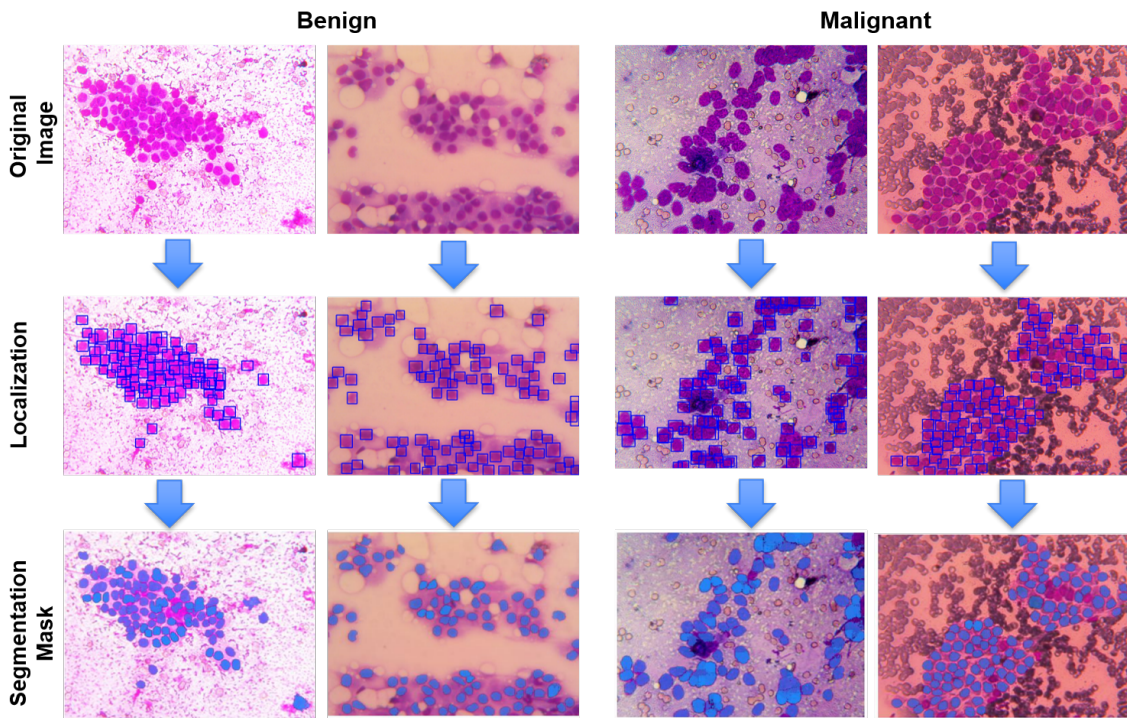 Benign
Malignant
Original
Image
Localization
Segmentation
Mask